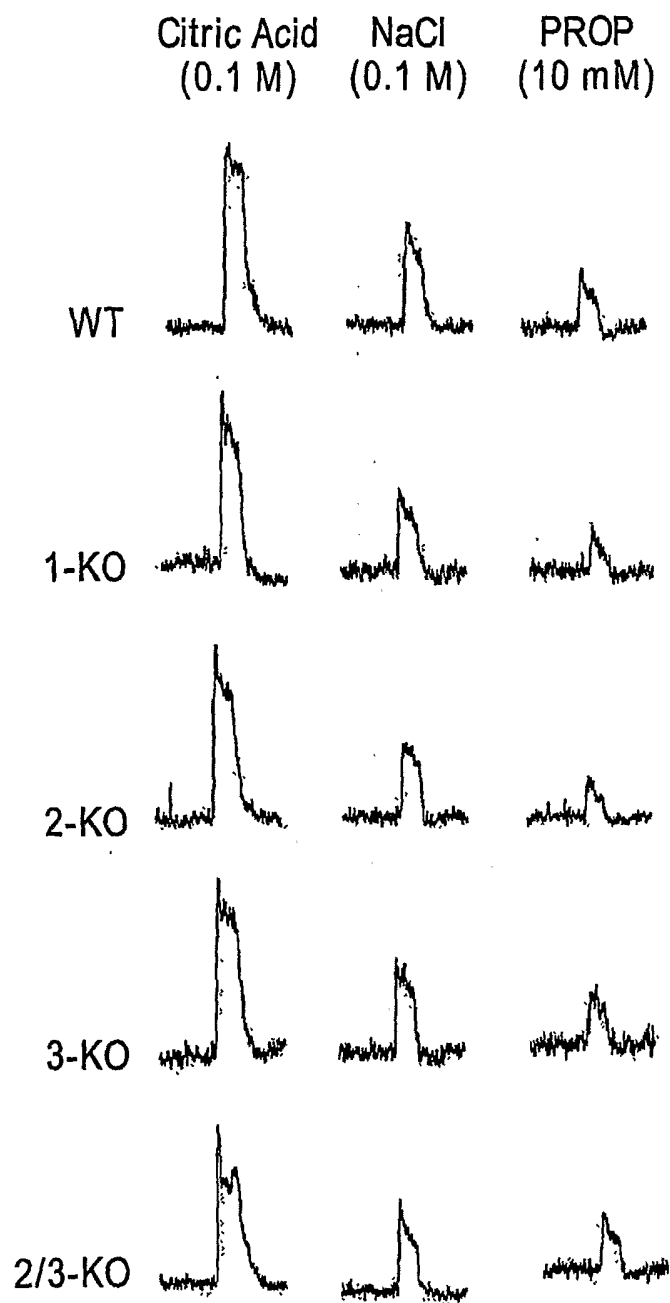 Citric Acid NaCl PROP
(0.1 M) (0.1 M) (10 mM)
WT
1-KO
2-KO
3-KO
2/3-KO